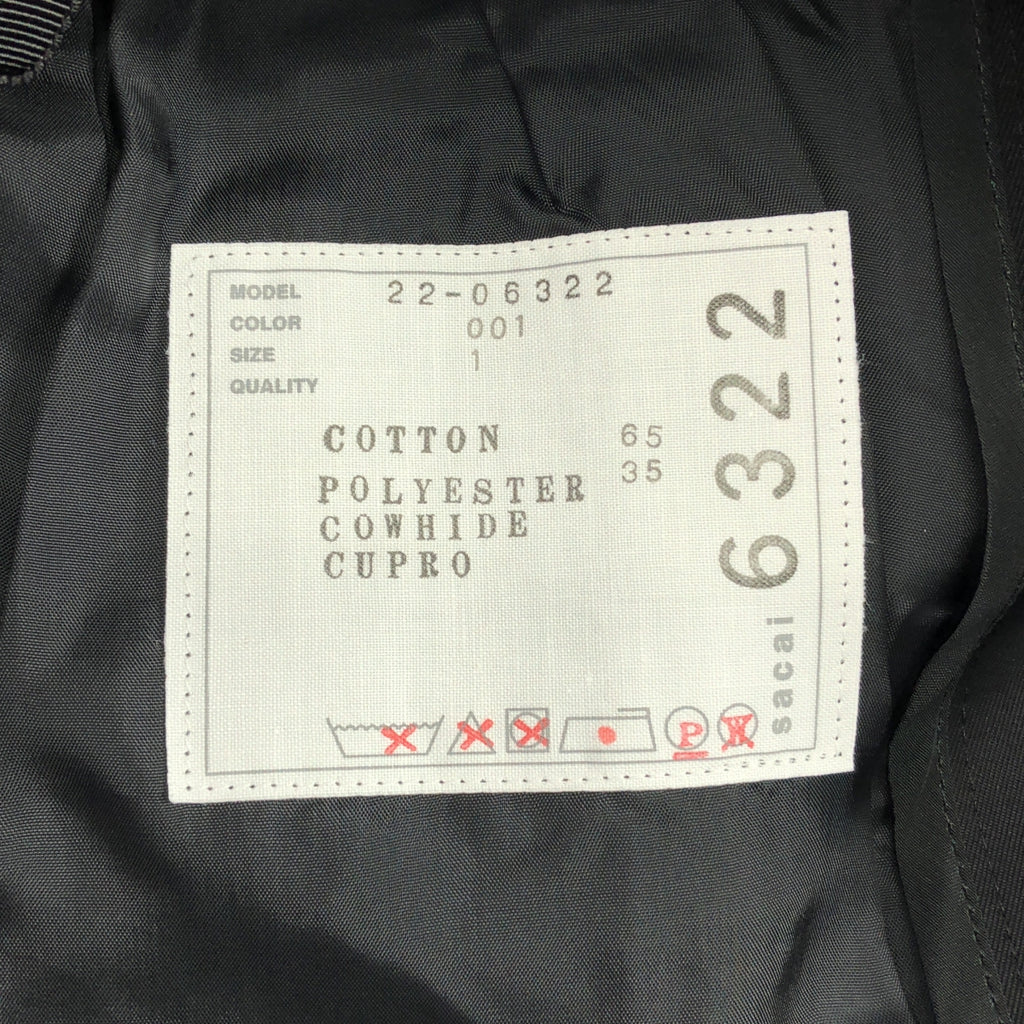 MODEL 22-06322
COLOR 001
SIZE 1
QUALITY
COTTON 65
POLYESTER 35
COWHIDE
CUPRO
P W
sacai 6322